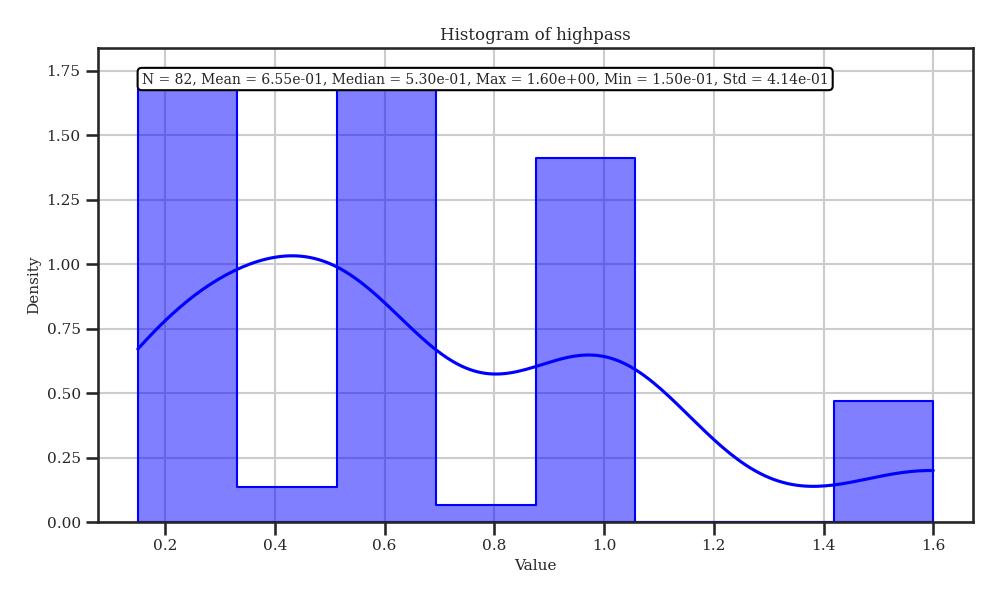 Histogram of highpass
N = 82, Mean = 6.55e-01, Median = 5.30e-01, Max = 1.60e+00, Min = 1.50e-01, Std = 4.14e-01
1.75
1.50
1.25
1.00
0.75
0.50
0.25
0.00
Density
0.2 0.4 0.6 0.8 1.0 1.2 1.4 1.6
Value